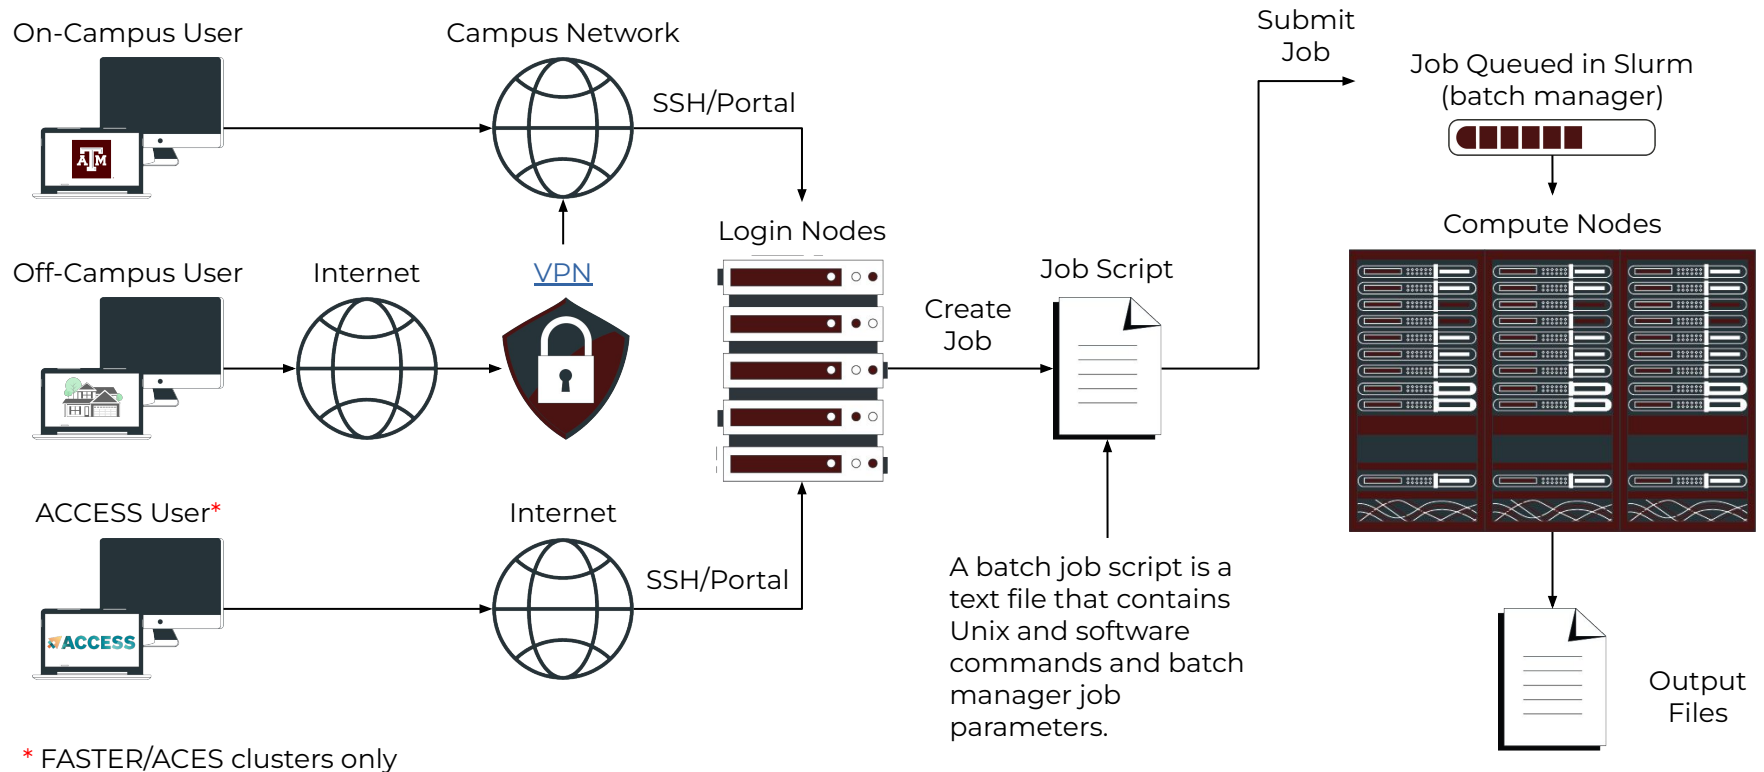 On-Campus User
Campus Network
SSH/Portal
ĀTM
Off-Campus User
Internet
VPN
ACCESS User*
ACCESS
Internet
SSH/Portal
* FASTER/ACES clusters only
Login Nodes
Create
Job
Job Script
A batch job script is a
text file that contains
Unix and software
commands and batch
manager job
parameters.
Submit
Job
Job Queued in Slurm
(batch manager)
Compute Nodes
Output
Files